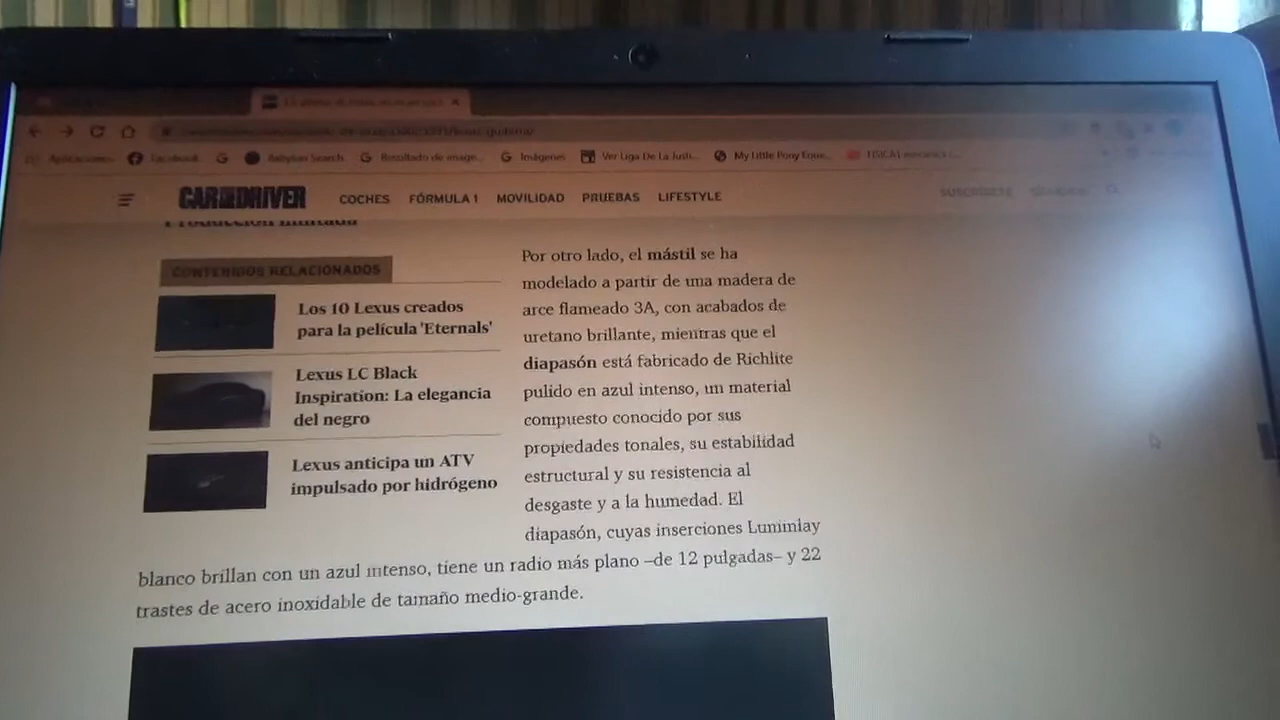 Facebook
Babylon Search
Resultado de image...
Imágenes
Ver Liga De La Justi...
My Little Pony Eque...
CAR AND DRIVER
COCHES
FÓRMULA 1
MOVILIDAD
PRUEBAS
LIFESTYLE
SUSCRÍBETE
Producción limitada
CONTENIDOS RELACIONADOS
Los 10 Lexus creados
para la película 'Eternals'
Lexus LC Black
Inspiration: La elegancia
del negro
Lexus anticipa un ATV
impulsado por hidrógeno
Por otro lado, el mástil se ha
modelado a partir de una madera de
arce flameado 3A, con acabados de
uretano brillante, mientras que el
diapasón está fabricado de Richlite
pulido en azul intenso, un material
compuesto conocido por sus
propiedades tonales, su estabilidad
estructural y su resistencia al
desgaste y a la humedad. El
diapasón, cuyas inserciones Lumimlay
blanco brillan con un azul intenso, tiene un radio más plano –de 12 pulgadas– y 22
trastes de acero inoxidable de tamaño medio-grande.